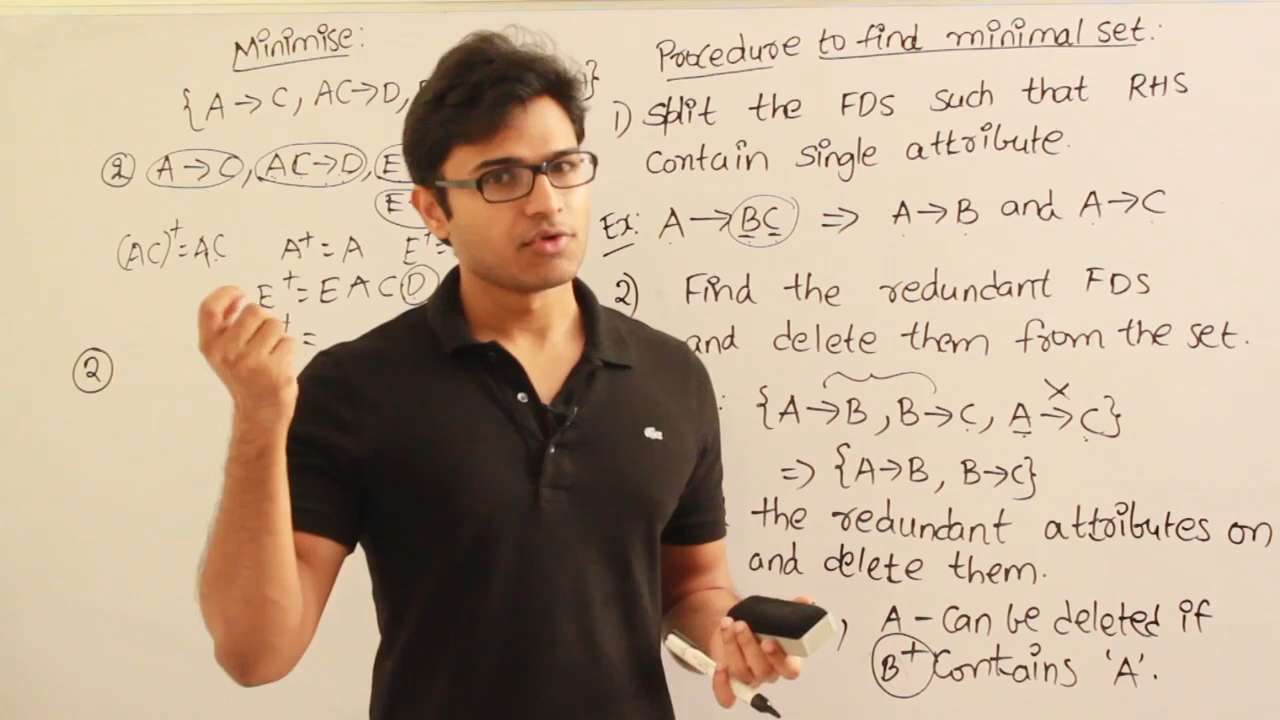 Minimise:
{ A → C, AC → D, }
② A → C, AC → D, E
E
(AC)⁺ = AC A⁺ = A E⁺ =
E⁺ = E A C D
⁺ =
②
Procedure to find minimal set:
1) Split the FDS such that RHS
contain single attribute.
Ex: A → BC => A → B and A → C
2) Find the redundant FDS
and delete them from the set.
: {A → B, B → C, A → C}
=> {A → B, B → C}
the redundant attributes on
and delete them.
, A - can be deleted if
B⁺ contains 'A'.